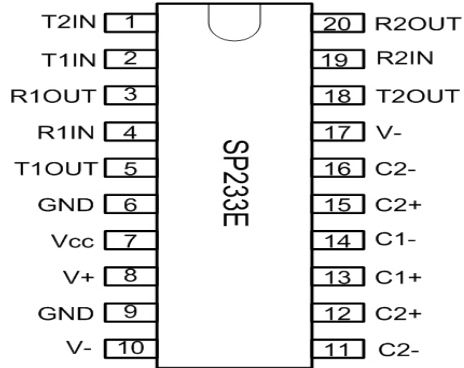 T2IN 1 20 R2OUT
T1IN 2 19 R2IN
R1OUT 3 18 T2OUT
R1IN 4 17 V-
T1OUT 5 16 C2-
GND 6 15 C2+
Vcc 7 14 C1-
V+ 8 13 C1+
GND 9 12 C2+
V- 10 11 C2-
SP233E